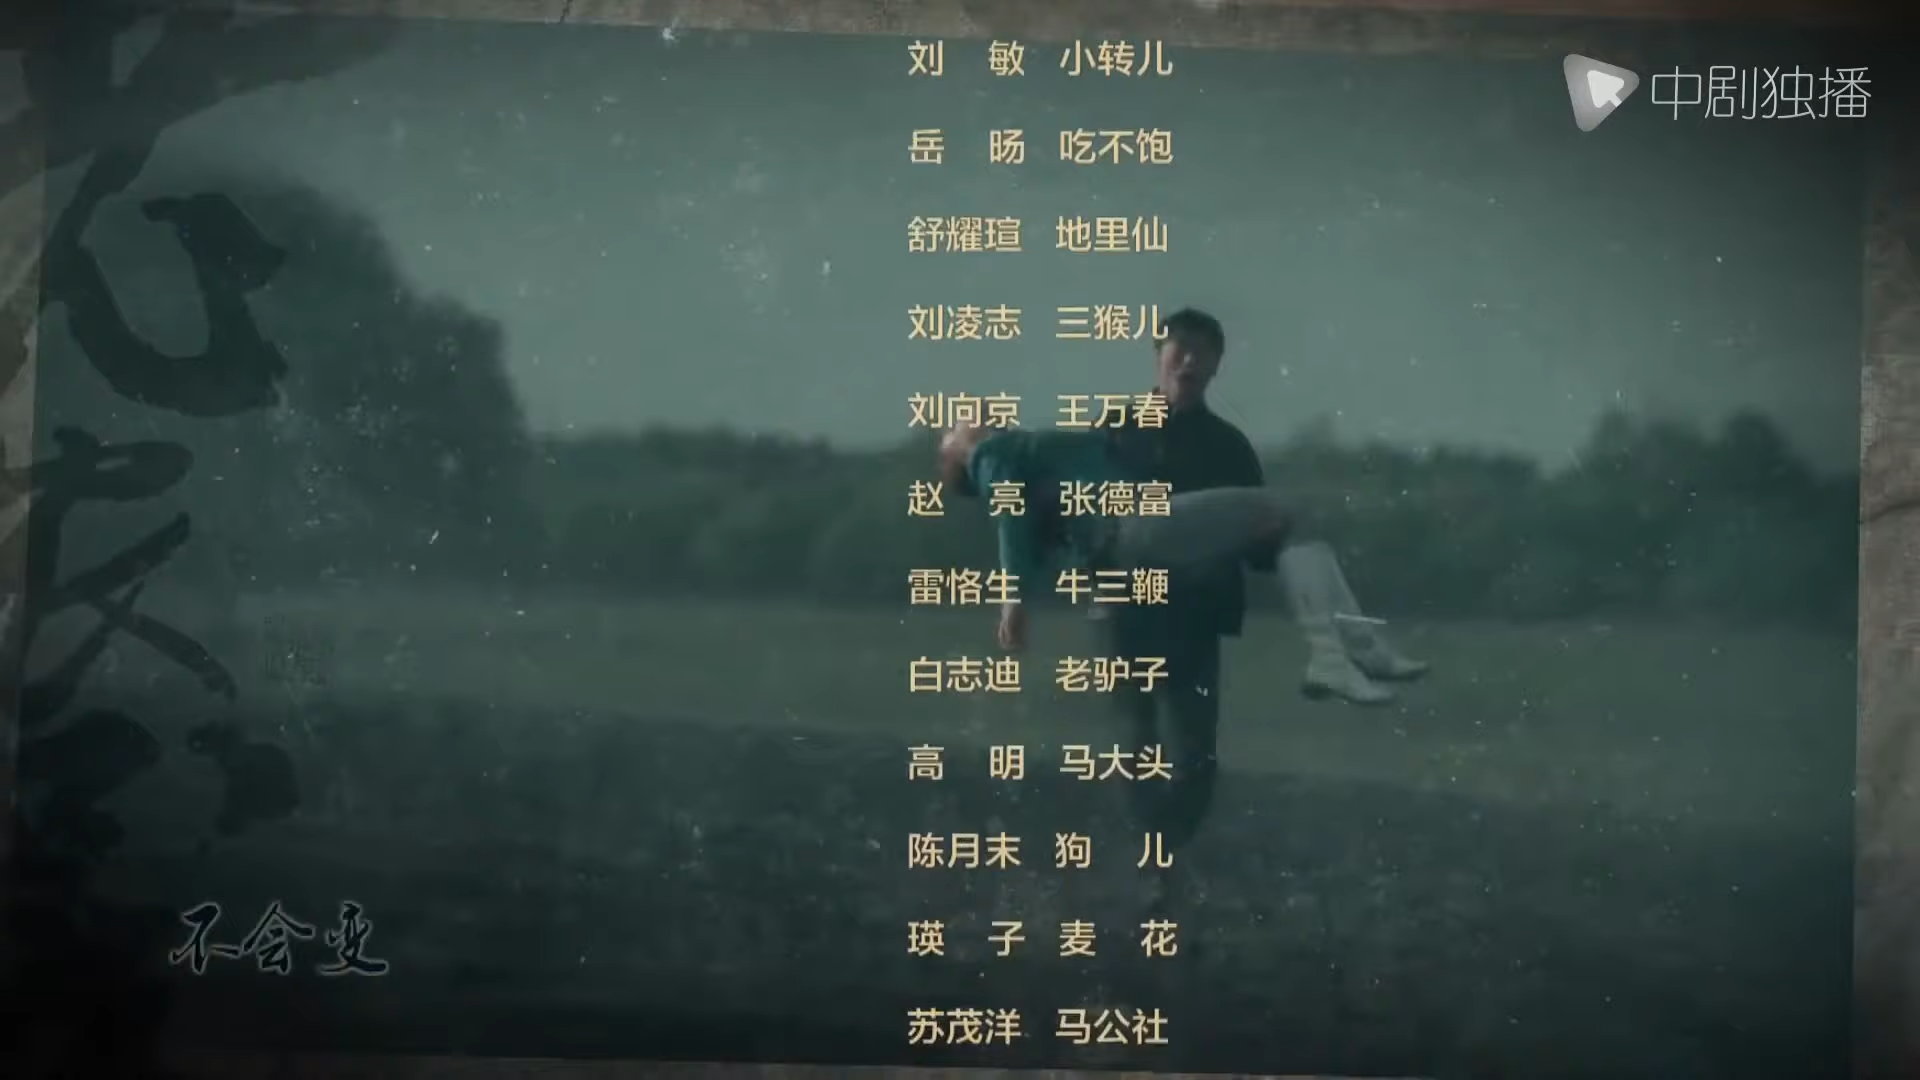 刘 敏 小转儿
中剧独播
岳 旸 吃不饱
舒耀瑄 地里仙
刘凌志 三猴儿
刘向京 王万春
赵 亮 张德富
雷恪生 牛三鞭
白志迪 老驴子
高 明 马大头
陈月末 狗 儿
瑛 子 麦 花
不会变
苏茂洋 马公社